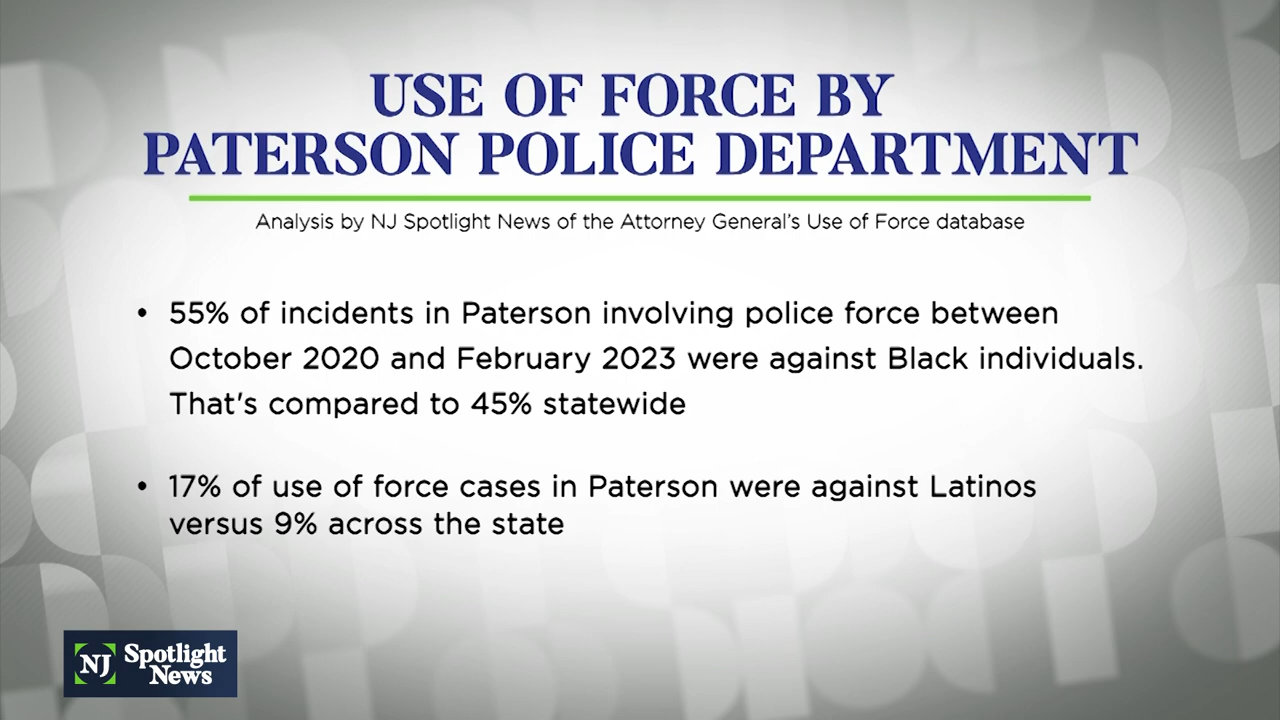 USE OF FORCE BY
PATERSON POLICE DEPARTMENT
Analysis by NJ Spotlight News of the Attorney General's Use of Force database
• 55% of incidents in Paterson involving police force between
October 2020 and February 2023 were against Black individuals.
That's compared to 45% statewide
• 17% of use of force cases in Paterson were against Latinos
versus 9% across the state
NJ Spotlight
News